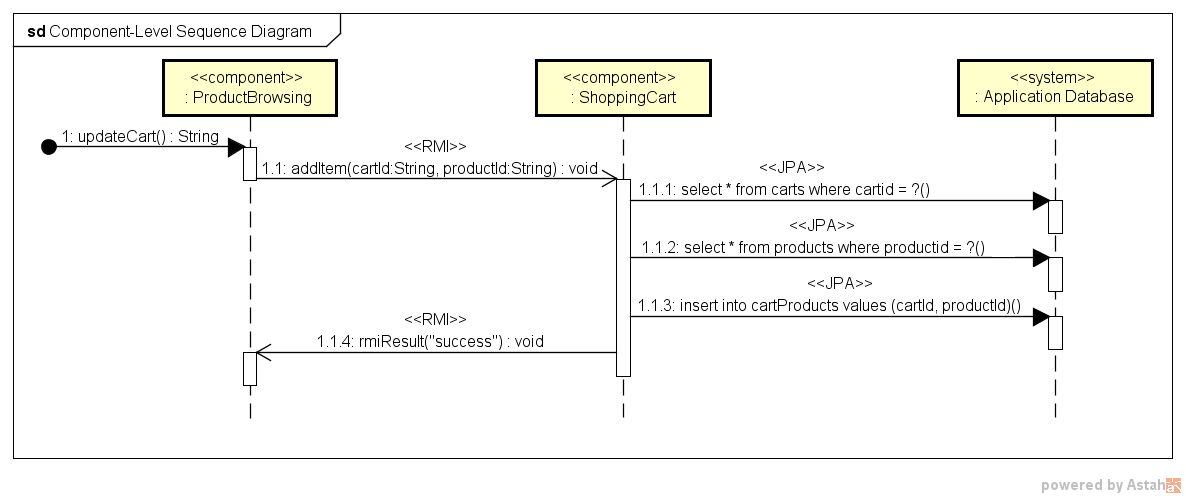 sd Component-Level Sequence Diagram
<<component>>
: ProductBrowsing
<<component>>
: ShoppingCart
<<system>>
: Application Database
1: updateCart() : String
<<RMI>>
1.1: addItem(cartId:String, productId:String) : void
<<JPA>>
1.1.1: select * from carts where cartid = ?()
<<JPA>>
1.1.2: select * from products where productid = ?()
<<JPA>>
1.1.3: insert into cartProducts values (cartId, productId)()
<<RMI>>
1.1.4: rmiResult("success") : void
powered by Astah